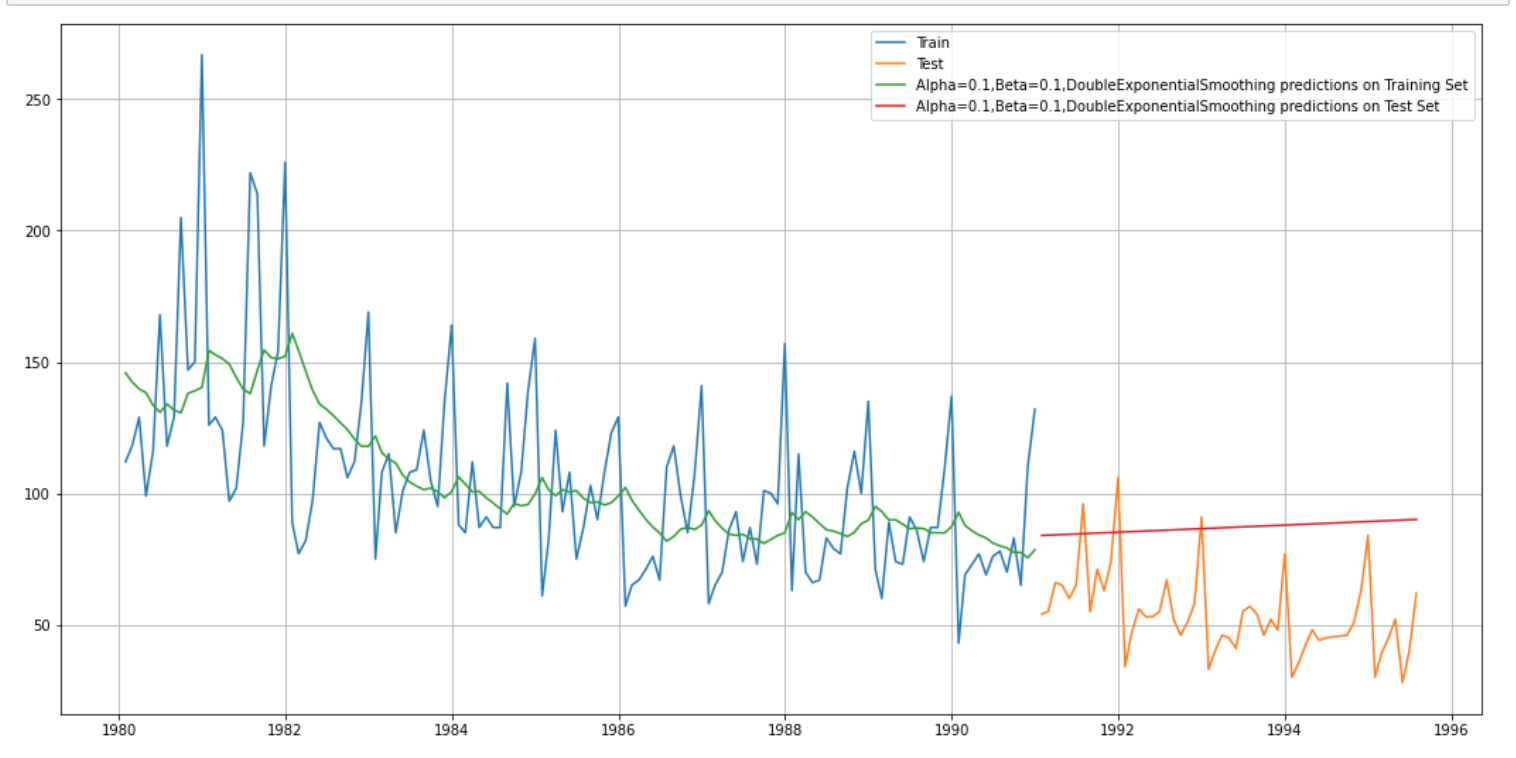 Train
Test
Alpha=0.1,Beta=0.1,DoubleExponentialSmoothing predictions on Training Set
Alpha=0.1,Beta=0.1,DoubleExponentialSmoothing predictions on Test Set
250
200
150
100
50
1980 1982 1984 1986 1988 1990 1992 1994 1996